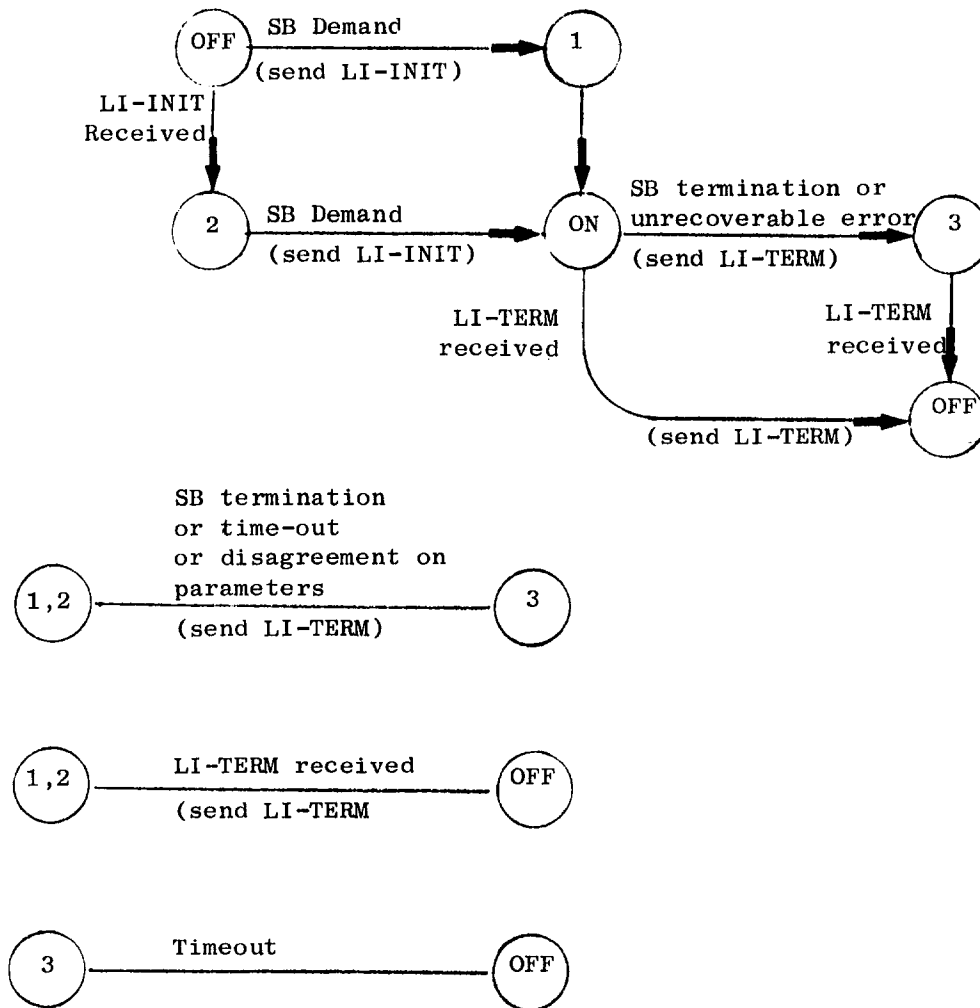 OFF
SB Demand
(send LI-INIT)
1
LI-INIT
Received
2
SB Demand
(send LI-INIT)
ON
SB termination or
unrecoverable error
(send LI-TERM)
3
LI-TERM
received
LI-TERM
received
(send LI-TERM)
OFF
SB termination
or time-out
or disagreement on
parameters
(send LI-TERM)
1,2
3
1,2
LI-TERM received
(send LI-TERM
OFF
3
Timeout
OFF